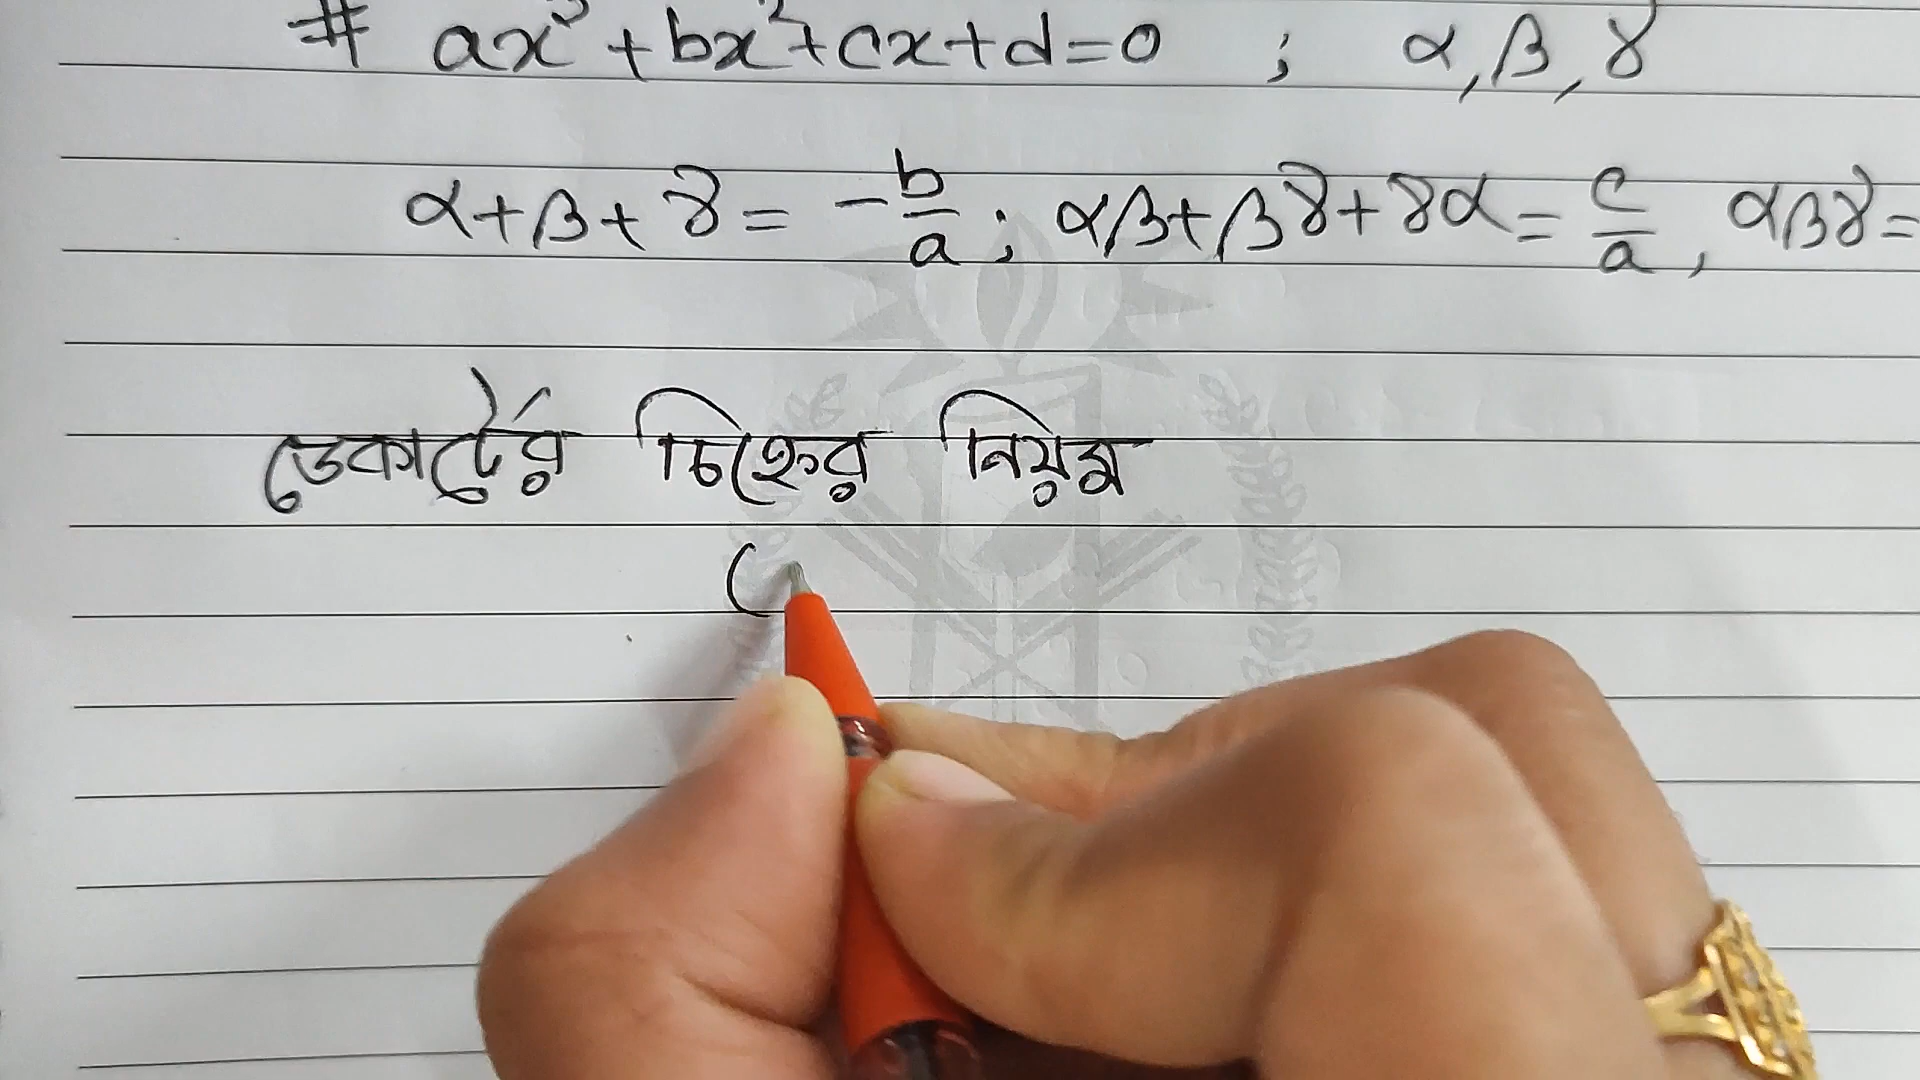 # ax³+bx²+cx+d=0 ; α,β,γ
α+β+γ= -b/a ; αβ+βγ+γα= c/a , αβγ=
ডেকার্টের চিহ্নের নিয়ম
(